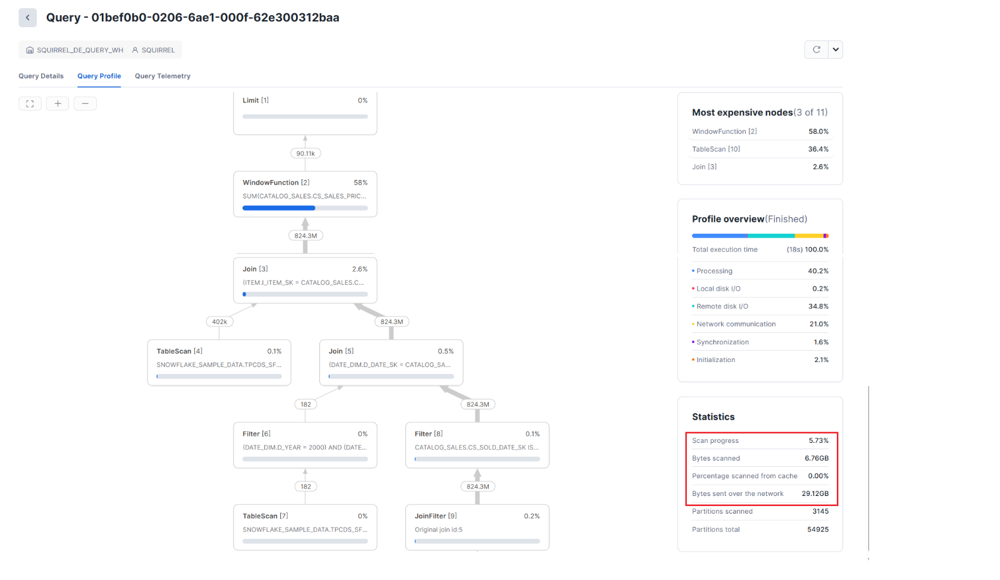 Query - 01bef0b0-0206-6ae1-000f-62e300312baa
SQUIRREL_DE_QUERY_WH SQUIRREL
Query Details Query Profile Query Telemetry
Limit [1] 0%
90.11k
WindowFunction [2] 58%
SUM(CATALOG_SALES.CS_SALES_PRIC...
824.3M
Join [3] 2.6%
(ITEM.I_ITEM_SK = CATALOG_SALES.C...
402k
824.3M
TableScan [4] 0.1%
SNOWFLAKE_SAMPLE_DATA.TPCDS_SF...
Join [5] 0.5%
(DATE_DIM.D_DATE_SK = CATALOG_SA...
182
824.3M
Filter [6] 0%
(DATE_DIM.D_YEAR = 2000) AND (DATE...
Filter [8] 0.1%
CATALOG_SALES.CS_SOLD_DATE_SK IS...
182
824.3M
TableScan [7] 0%
SNOWFLAKE_SAMPLE_DATA.TPCDS_SF...
JoinFilter [9] 0.2%
Original join id:5
Most expensive nodes(3 of 11)
WindowFunction [2] 58.0%
TableScan [10] 36.4%
Join [3] 2.6%
Profile overview(Finished)
Total execution time (18s) 100.0%
Processing 40.2%
Local disk I/O 0.2%
Remote disk I/O 34.8%
Network communication 21.0%
Synchronization 1.6%
Initialization 2.1%
Statistics
Scan progress 5.73%
Bytes scanned 6.76GB
Percentage scanned from cache 0.00%
Bytes sent over the network 29.12GB
Partitions scanned 3145
Partitions total 54925